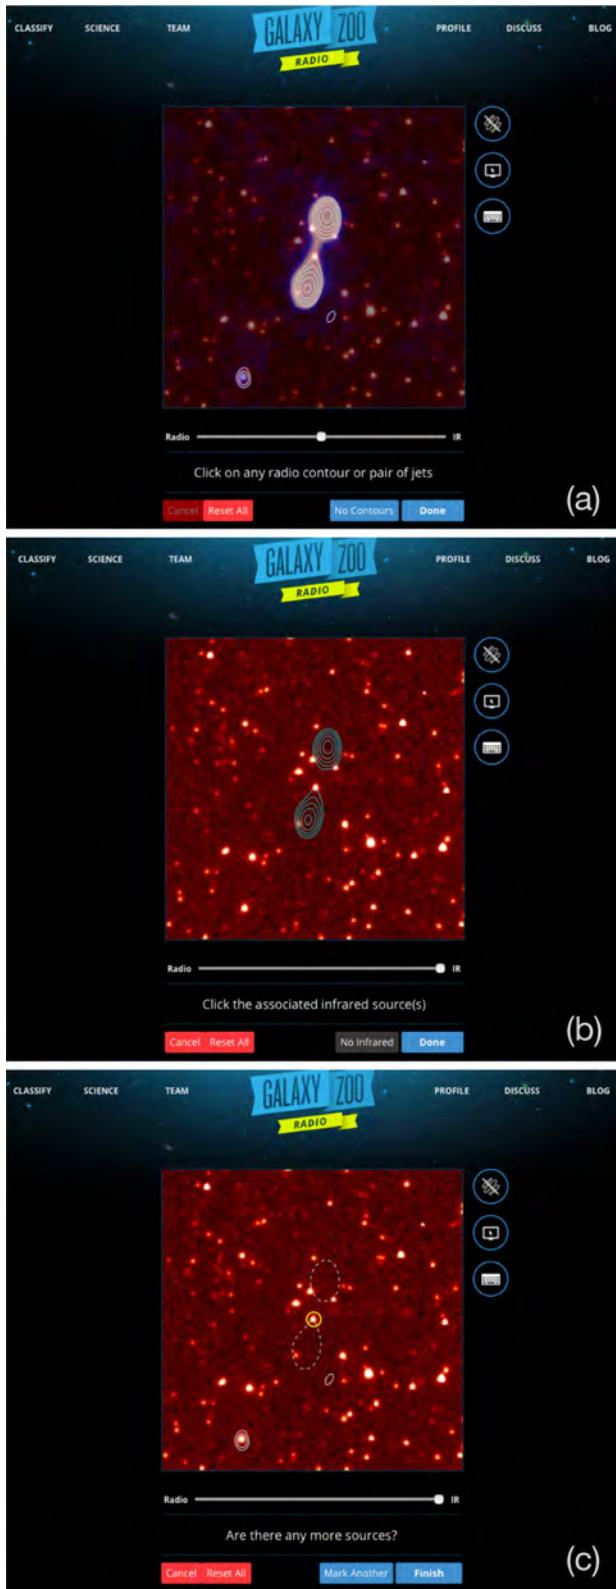 CLASSIFY SCIENCE TEAM GALAXY ZOO PROFILE DISCUSS BLOG
RADIO
Radio IR
Click on any radio contour or pair of jets
Cancel Reset All No Contours Done
(a)
CLASSIFY SCIENCE TEAM GALAXY ZOO PROFILE DISCUSS BLOG
RADIO
Radio IR
Click the associated infrared source(s)
Cancel Reset All No Infrared Done
(b)
CLASSIFY SCIENCE TEAM GALAXY ZOO PROFILE DISCUSS BLOG
RADIO
Radio IR
Are there any more sources?
Cancel Reset All Mark Another Finish
(c)